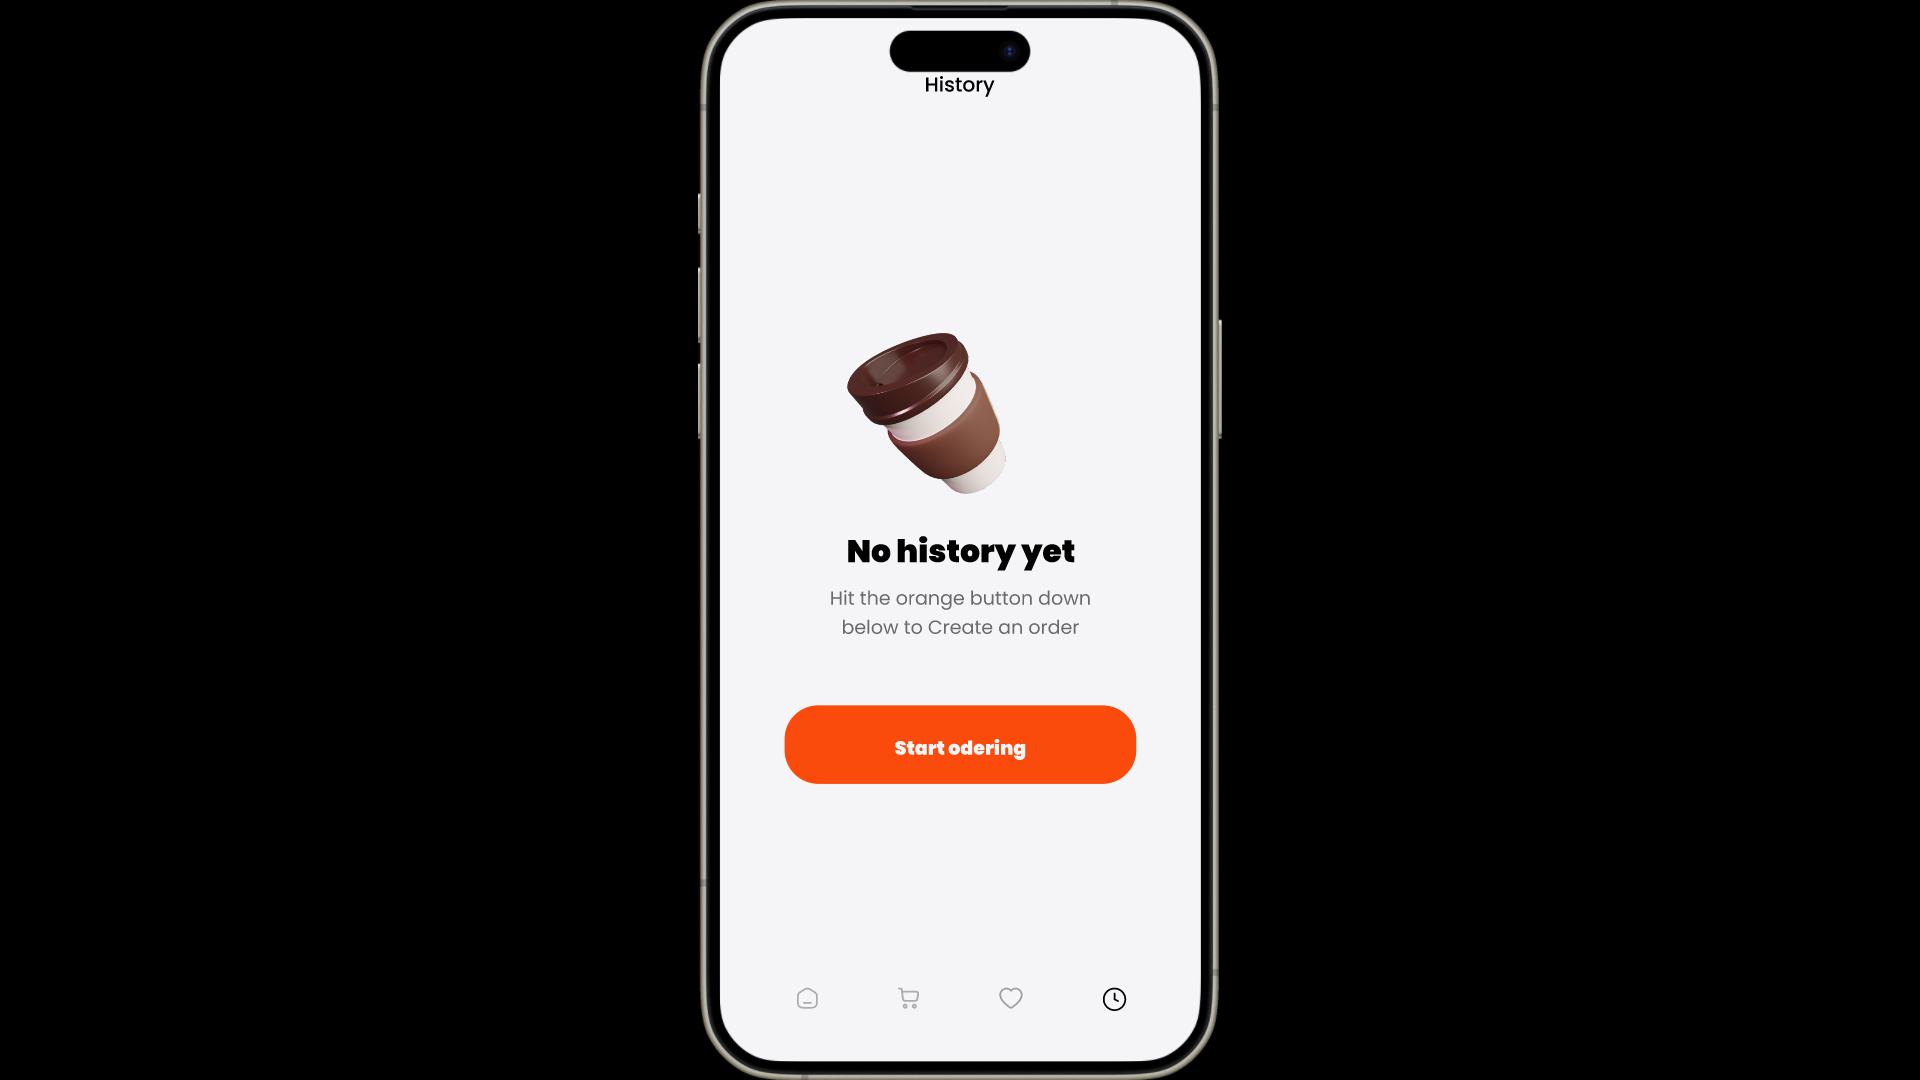 History
No history yet
Hit the orange button down
below to Create an order
Start odering